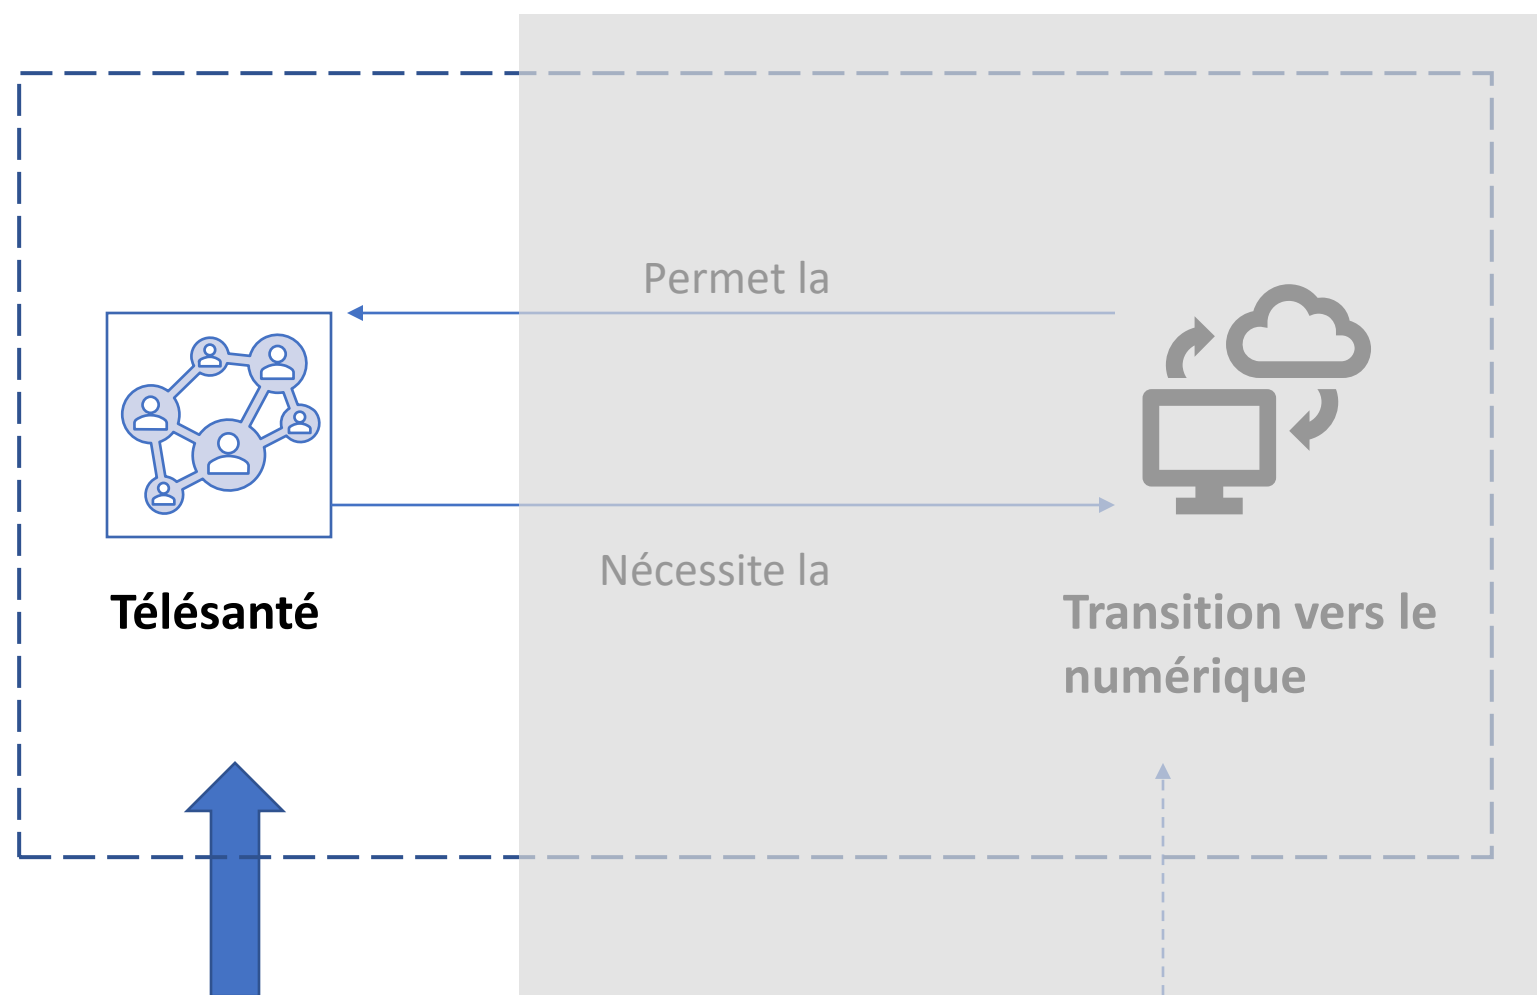 Permet la
Nécessite la
Télésanté
Transition vers le
numérique